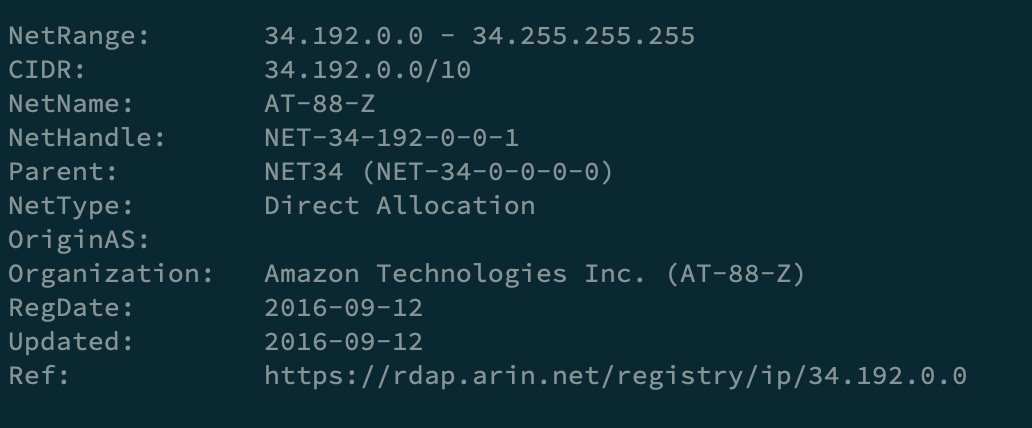 NetRange: 34.192.0.0 - 34.255.255.255
CIDR: 34.192.0.0/10
NetName: AT-88-Z
NetHandle: NET-34-192-0-0-1
Parent: NET34 (NET-34-0-0-0-0)
NetType: Direct Allocation
OriginAS:
Organization: Amazon Technologies Inc. (AT-88-Z)
RegDate: 2016-09-12
Updated: 2016-09-12
Ref: https://rdap.arin.net/registry/ip/34.192.0.0